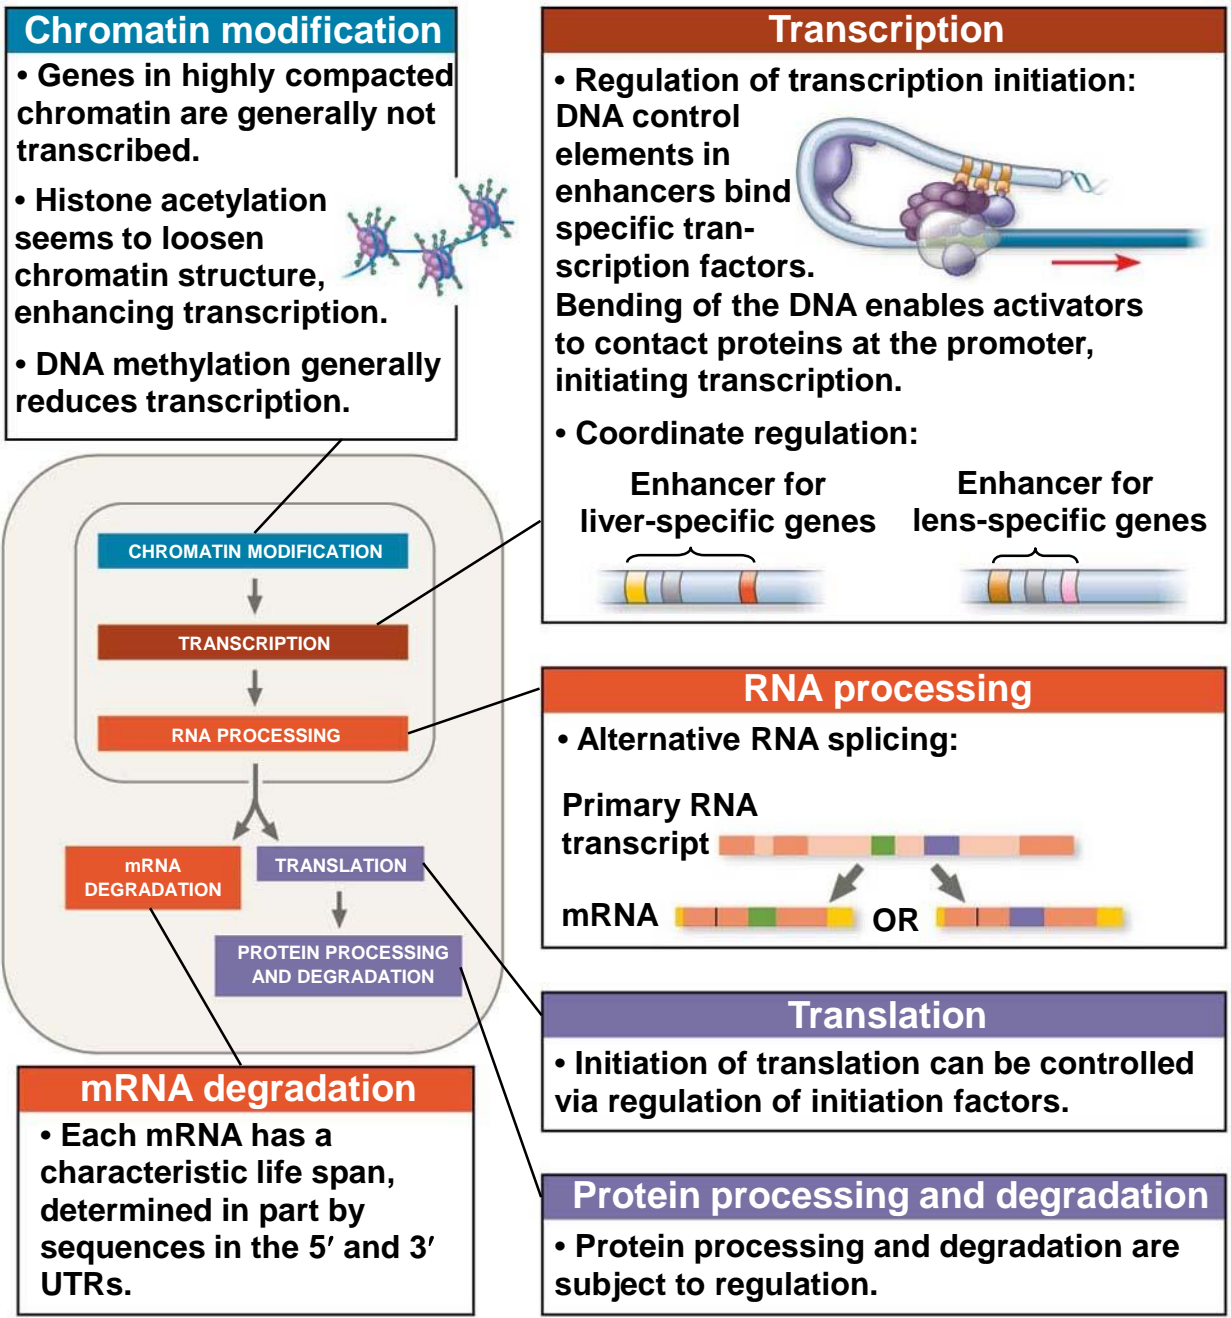 Chromatin modification
• Genes in highly compacted
chromatin are generally not
transcribed.
• Histone acetylation
seems to loosen
chromatin structure,
enhancing transcription.
• DNA methylation generally
reduces transcription.
Transcription
• Regulation of transcription initiation:
DNA control
elements in
enhancers bind
specific tran-
scription factors.
Bending of the DNA enables activators
to contact proteins at the promoter,
initiating transcription.
• Coordinate regulation:
Enhancer for
liver-specific genes
Enhancer for
lens-specific genes
CHROMATIN MODIFICATION
TRANSCRIPTION
RNA PROCESSING
mRNA
DEGRADATION
TRANSLATION
PROTEIN PROCESSING
AND DEGRADATION
RNA processing
• Alternative RNA splicing:
Primary RNA
transcript
mRNA
OR
Translation
• Initiation of translation can be controlled
via regulation of initiation factors.
mRNA degradation
• Each mRNA has a
characteristic life span,
determined in part by
sequences in the 5′ and 3′
UTRs.
Protein processing and degradation
• Protein processing and degradation are
subject to regulation.